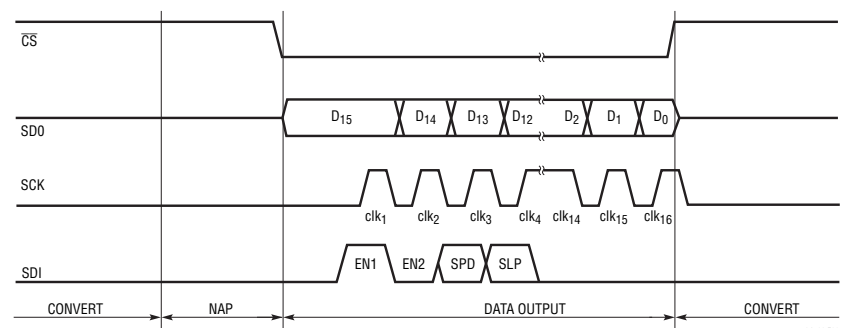 CS
D15 D14 D13 D12 D2 D1 D0
SD0
SCK
clk1 clk2 clk3 clk4 clk14 clk15 clk16
EN1 EN2 SPD SLP
SDI
CONVERT NAP DATA OUTPUT CONVERT